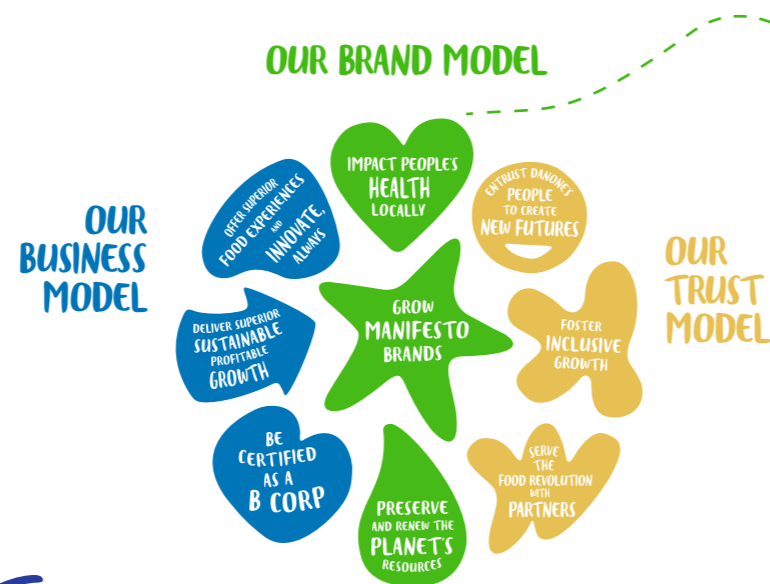 OUR BRAND MODEL
OUR
BUSINESS
MODEL
OFFER SUPERIOR
FOOD EXPERIENCES
AND
INNOVATE,
ALWAYS
IMPACT PEOPLE'S
HEALTH
LOCALLY
ENTRUST DANONE'S
PEOPLE
TO CREATE
NEW FUTURES
OUR
TRUST
MODEL
DELIVER SUPERIOR
SUSTAINABLE
PROFITABLE
GROWTH
GROW
MANIFESTO
BRANDS
FOSTER
INCLUSIVE
GROWTH
BE
CERTIFIED
AS A
B CORP
PRESERVE
AND RENEW THE
PLANET'S
RESOURCES
SERVE
THE
FOOD REVOLUTION
WITH
PARTNERS